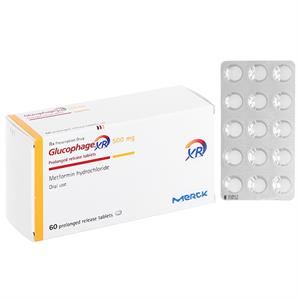 Rx Prescription Drug
Glucophage XR 500 mg
Prolonged release tablets
Metformin hydrochloride
Oral use
XR
60 prolonged release tablets
Merck